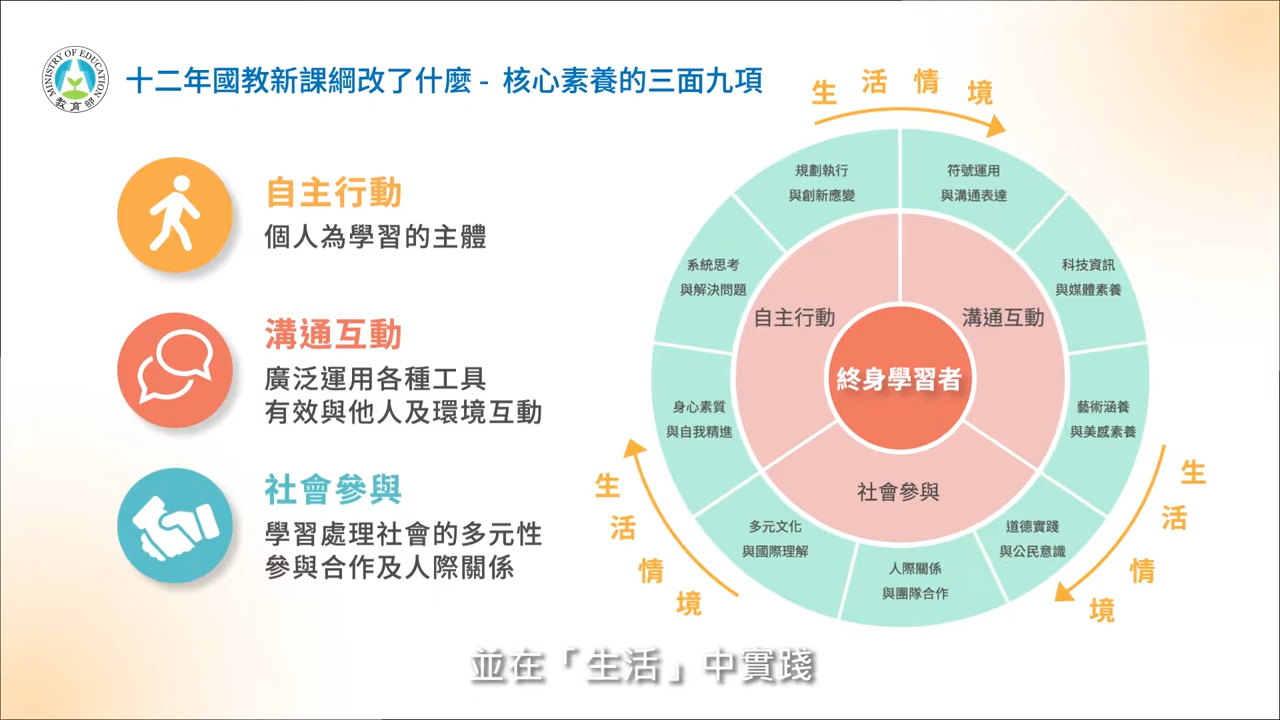 MINISTRY OF EDUCATION
教育部
十二年國教新課綱改了什麼 - 核心素養的三面九項
自主行動
個人為學習的主體
溝通互動
廣泛運用各種工具
有效與他人及環境互動
社會參與
學習處理社會的多元性
參與合作及人際關係
生活情境
規劃執行
與創新應變
符號運用
與溝通表達
系統思考
與解決問題
科技資訊
與媒體素養
自主行動
溝通互動
終身學習者
身心素質
與自我精進
藝術涵養
與美感素養
社會參與
多元文化
與國際理解
道德實踐
與公民意識
人際關係
與團隊合作
生活情境
生活情境
並在「生活」中實踐